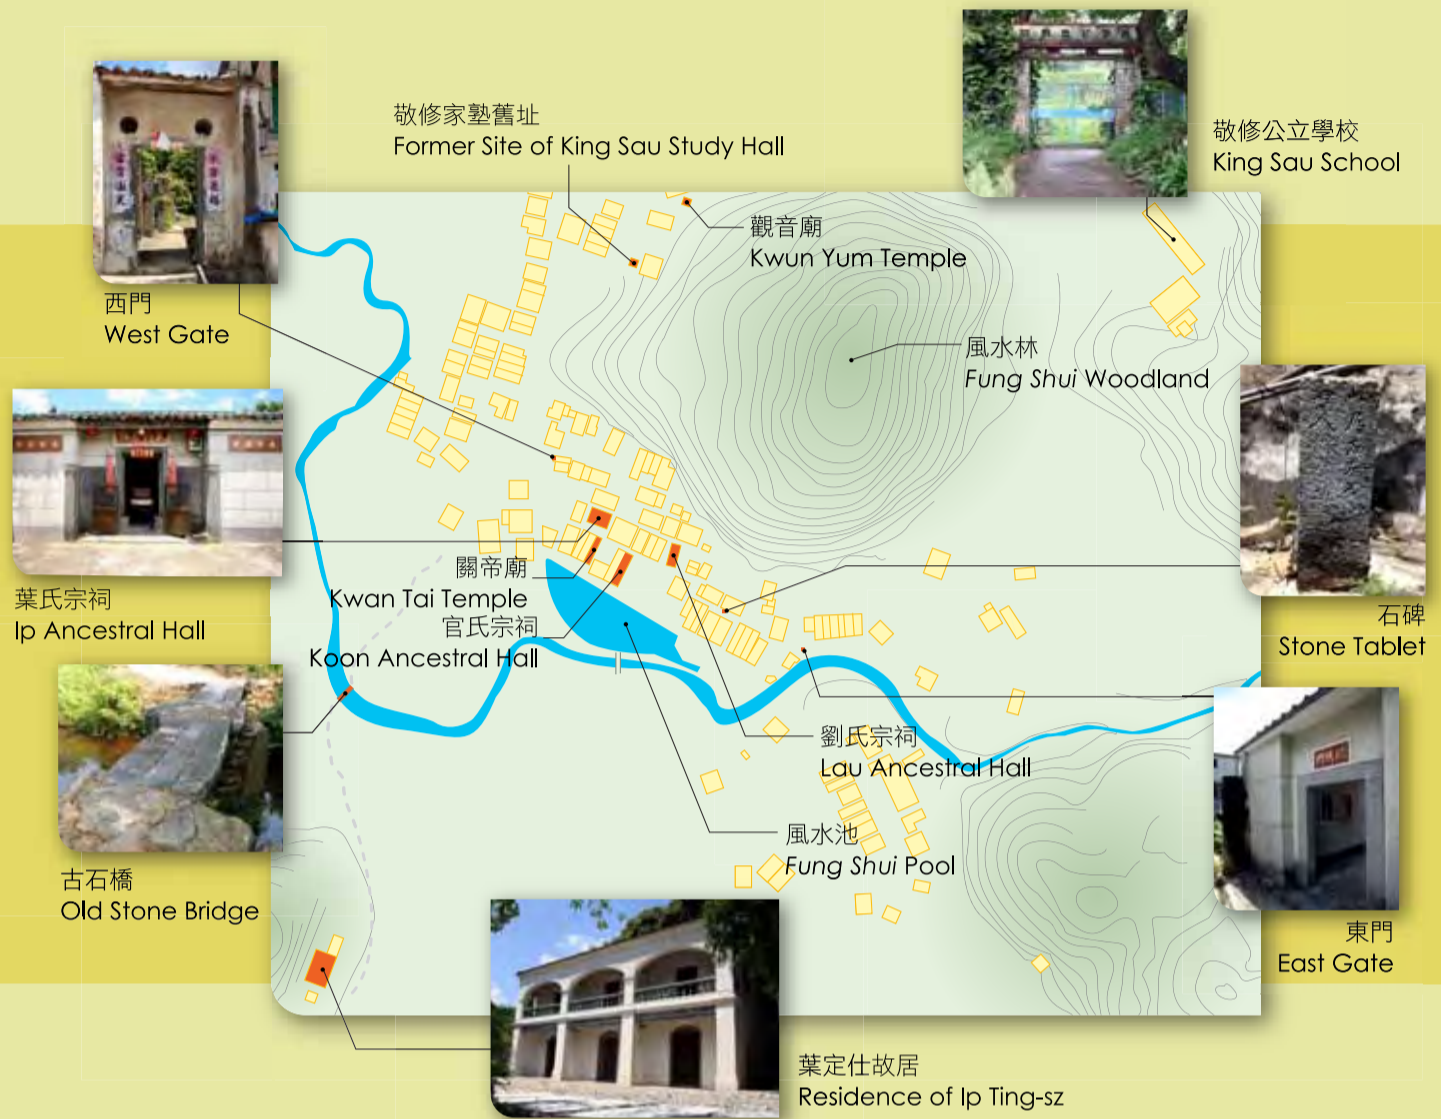 敬修家塾舊址
Former Site of King Sau Study Hall
敬修公立學校
King Sau School
觀音廟
Kwun Yum Temple
西門
West Gate
風水林
Fung Shui Woodland
關帝廟
Kwan Tai Temple
葉氏宗祠
Ip Ancestral Hall
官氏宗祠
Koon Ancestral Hall
石碑
Stone Tablet
劉氏宗祠
Lau Ancestral Hall
風水池
Fung Shui Pool
古石橋
Old Stone Bridge
東門
East Gate
葉定仕故居
Residence of Ip Ting-sz